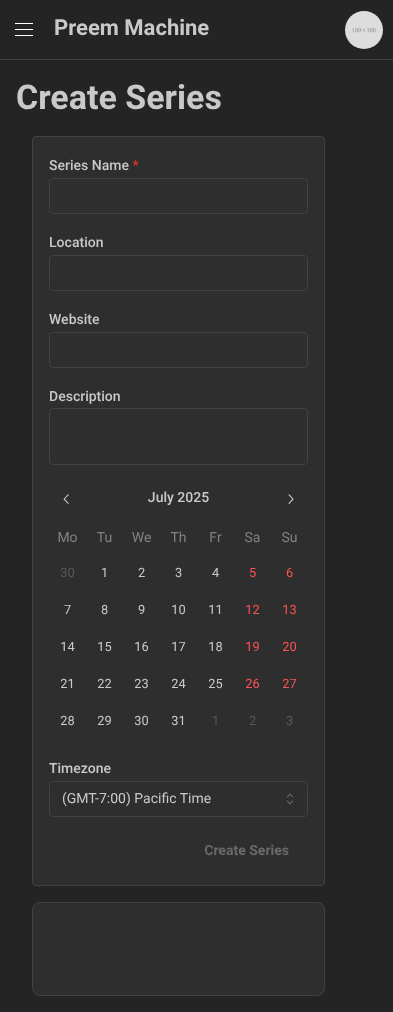 Preem Machine
100 × 100
Create Series
Series Name *
Location
Website
Description
July 2025
Mo Tu We Th Fr Sa Su
30 1 2 3 4 5 6
7 8 9 10 11 12 13
14 15 16 17 18 19 20
21 22 23 24 25 26 27
28 29 30 31 1 2 3
Timezone
(GMT-7:00) Pacific Time
Create Series